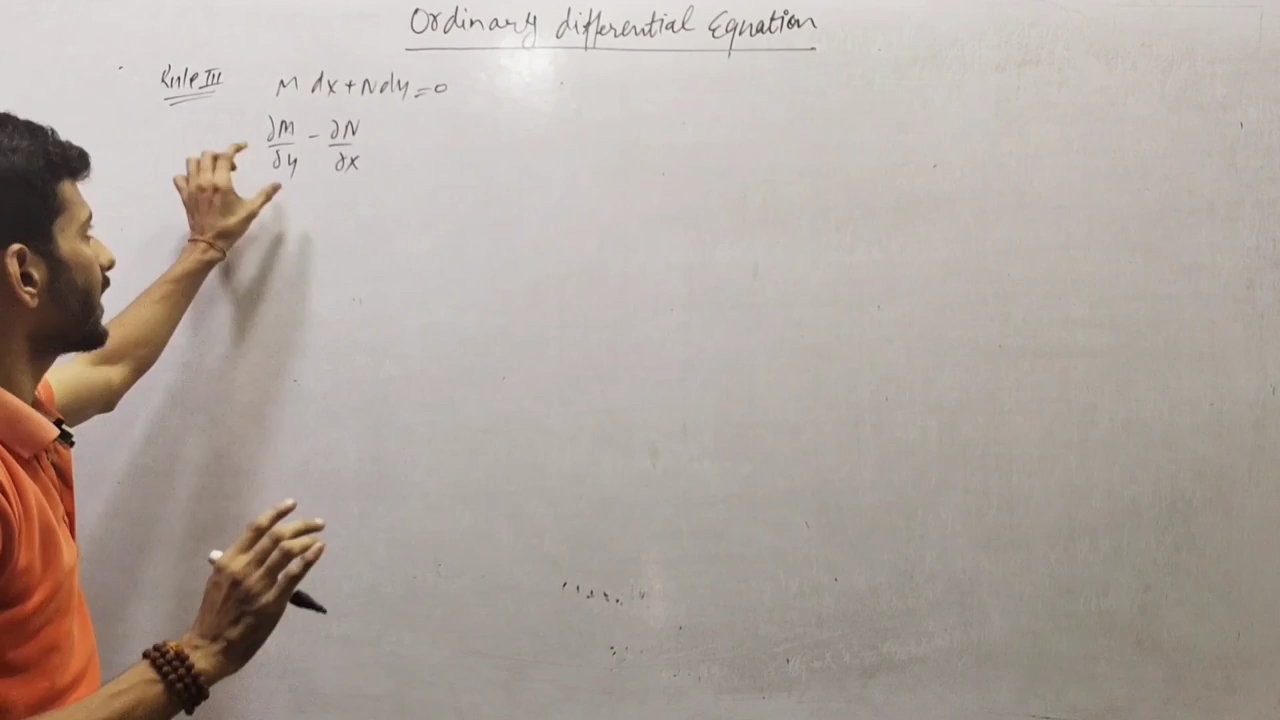 Ordinary differential Equation
Rule III M dx + N dy = 0
∂M/∂y - ∂N/∂x